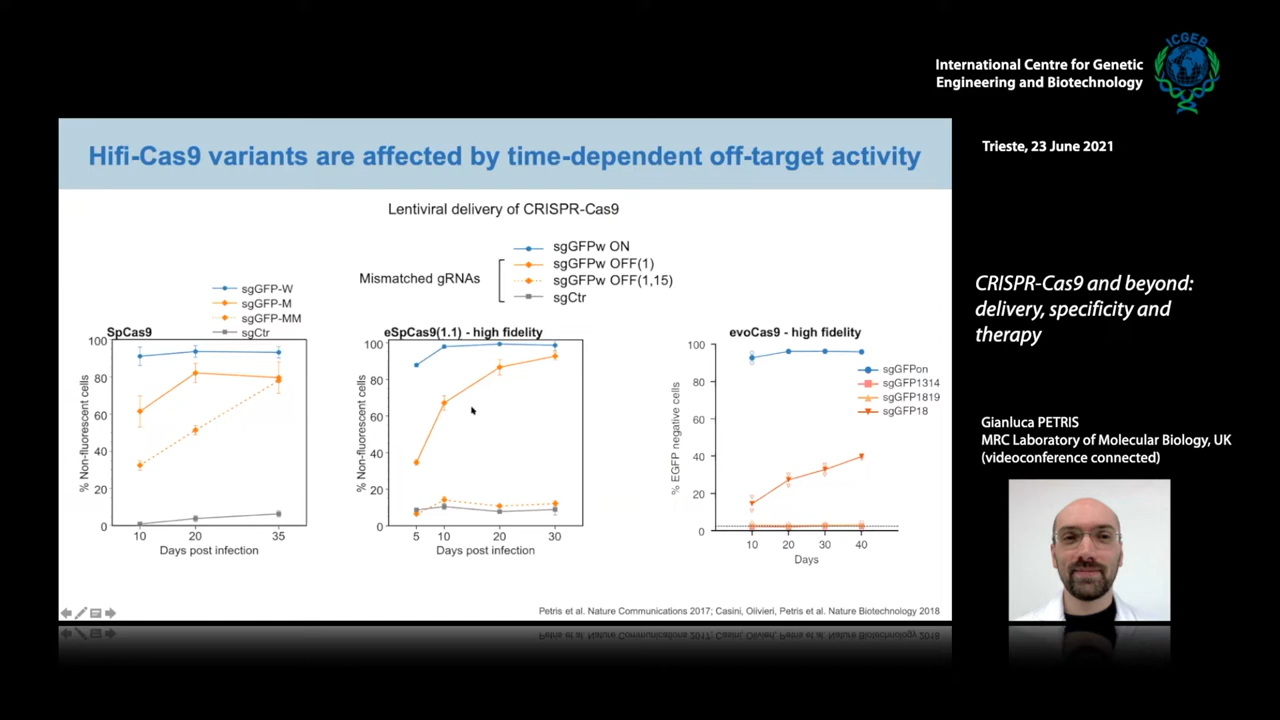 ICGEB
International Centre for Genetic
Engineering and Biotechnology
Trieste, 23 June 2021
Hifi-Cas9 variants are affected by time-dependent off-target activity
Lentiviral delivery of CRISPR-Cas9
Mismatched gRNAs
sgGFPw ON
sgGFPw OFF(1)
sgGFPw OFF(1,15)
sgCtr
sgGFP-W
sgGFP-M
sgGFP-MM
sgCtr
SpCas9
% Non-fluorescent cells
100
80
60
40
20
0
10 20 35
Days post infection
eSpCas9(1.1) - high fidelity
% Non-fluorescent cells
100
80
60
40
20
0
5 10 20 30
Days post infection
evoCas9 - high fidelity
% EGFP negative cells
100
80
60
40
20
0
sgGFPon
sgGFP1314
sgGFP1819
sgGFP18
10 20 30 40
Days
Petris et al. Nature Communications 2017; Casini, Olivieri, Petris et al. Nature Biotechnology 2018
CRISPR-Cas9 and beyond:
delivery, specificity and
therapy
Gianluca PETRIS
MRC Laboratory of Molecular Biology, UK
(videoconference connected)